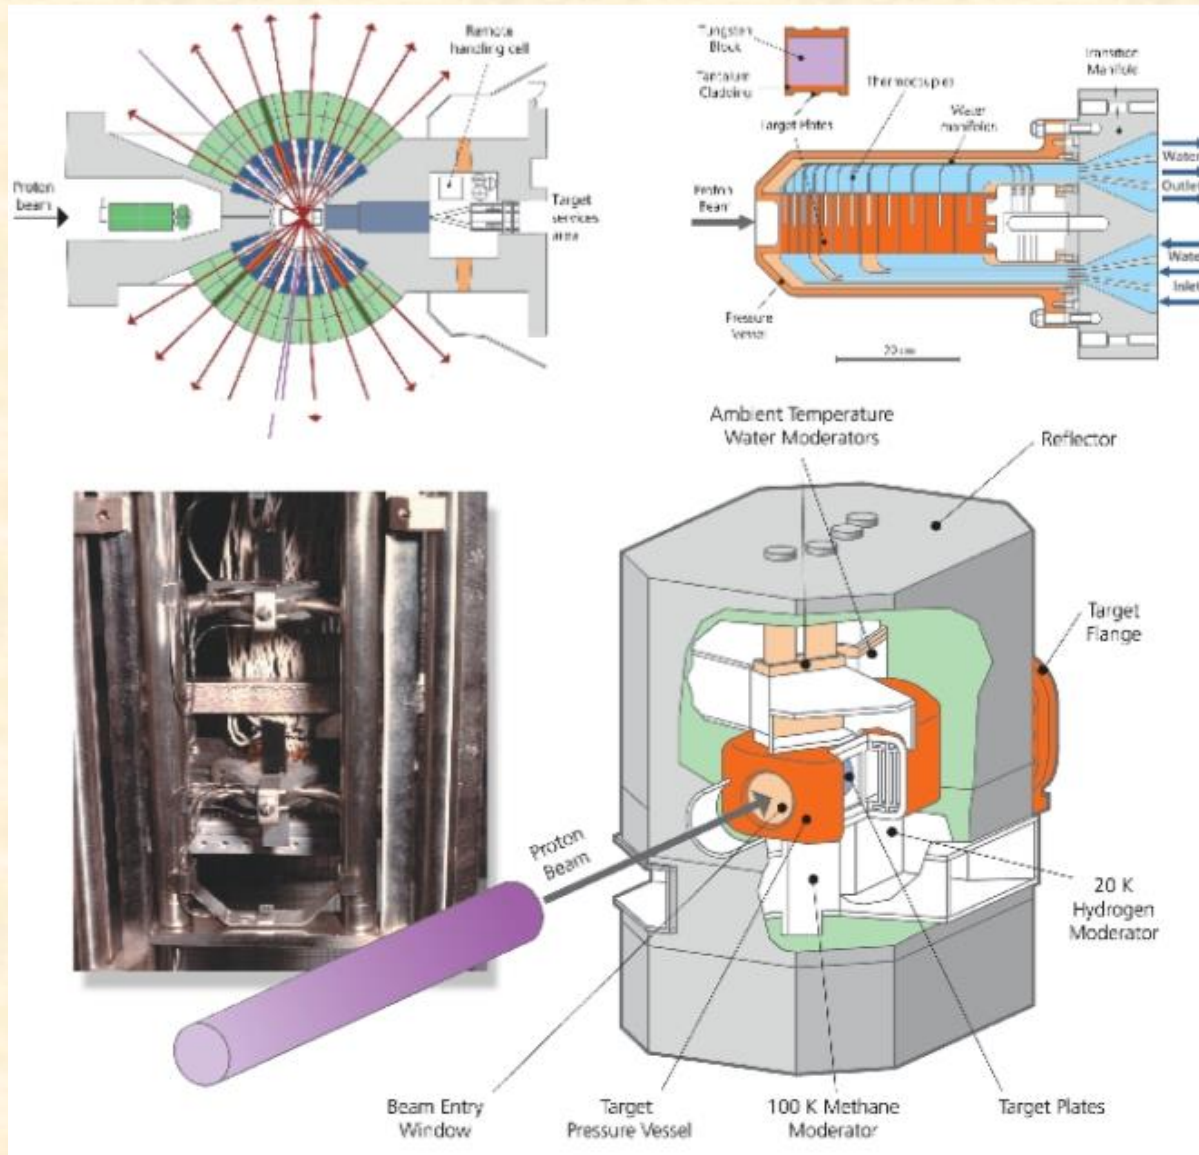 Remote
handling cell
Proton
beam
Target
services
area
Tungsten
Block
Tantalum
Cladding
Target Plates
Thermocouples
Water
manifolds
Transition
Manifold
Proton
Beam
Water
Outlet
Water
Inlet
Pressure
Vessel
20 cm
Ambient Temperature
Water Moderators
Reflector
Target
Flange
Proton
Beam
20 K
Hydrogen
Moderator
Beam Entry
Window
Target
Pressure Vessel
100 K Methane
Moderator
Target Plates